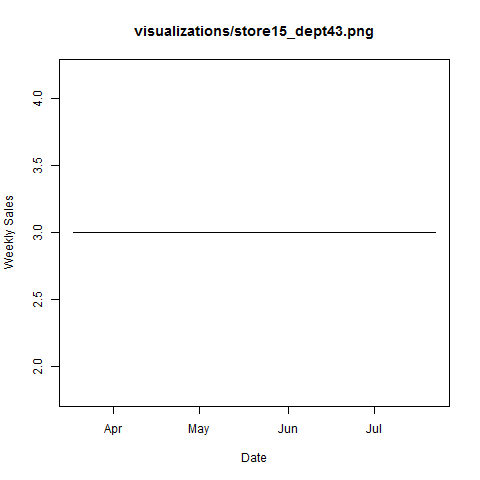 visualizations/store15_dept43.png
Weekly Sales
4.0
3.5
3.0
2.5
2.0
Apr May Jun Jul
Date